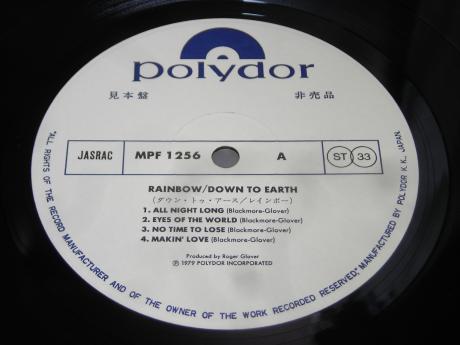 polydor
見本盤 非売品
JASRAC MPF 1256 A ST 33
RAINBOW/DOWN TO EARTH
(ダウン・トゥ・アース/レインボー)
1. ALL NIGHT LONG (Blackmore-Glover)
2. EYES OF THE WORLD (Blackmore-Glover)
3. NO TIME TO LOSE (Blackmore-Glover)
4. MAKIN' LOVE (Blackmore-Glover)
Produced by Roger Glover
Ⓟ 1979 POLYDOR INCORPORATED
"ALL RIGHTS OF THE RECORD MANUFACTURER AND OF THE OWNER OF THE WORK RECORDED RESERVED," MANUFACTURED BY POLYDOR K.K., JAPAN.